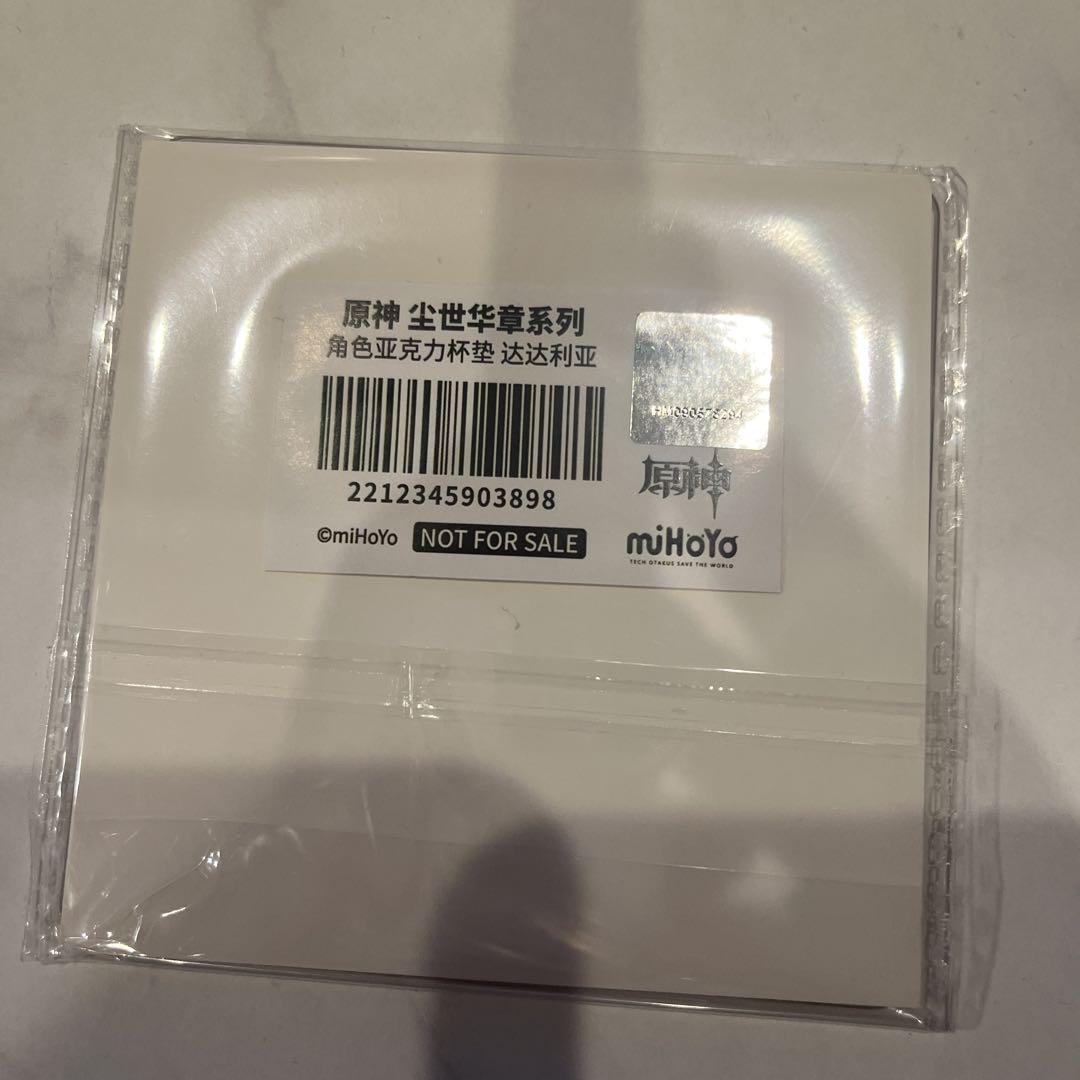 原神 尘世华章系列
角色亚克力杯垫 达达利亚
2212345903898
©miHoYo NOT FOR SALE
原神
miHoYo
TECH OTAKUS SAVE THE WORLD